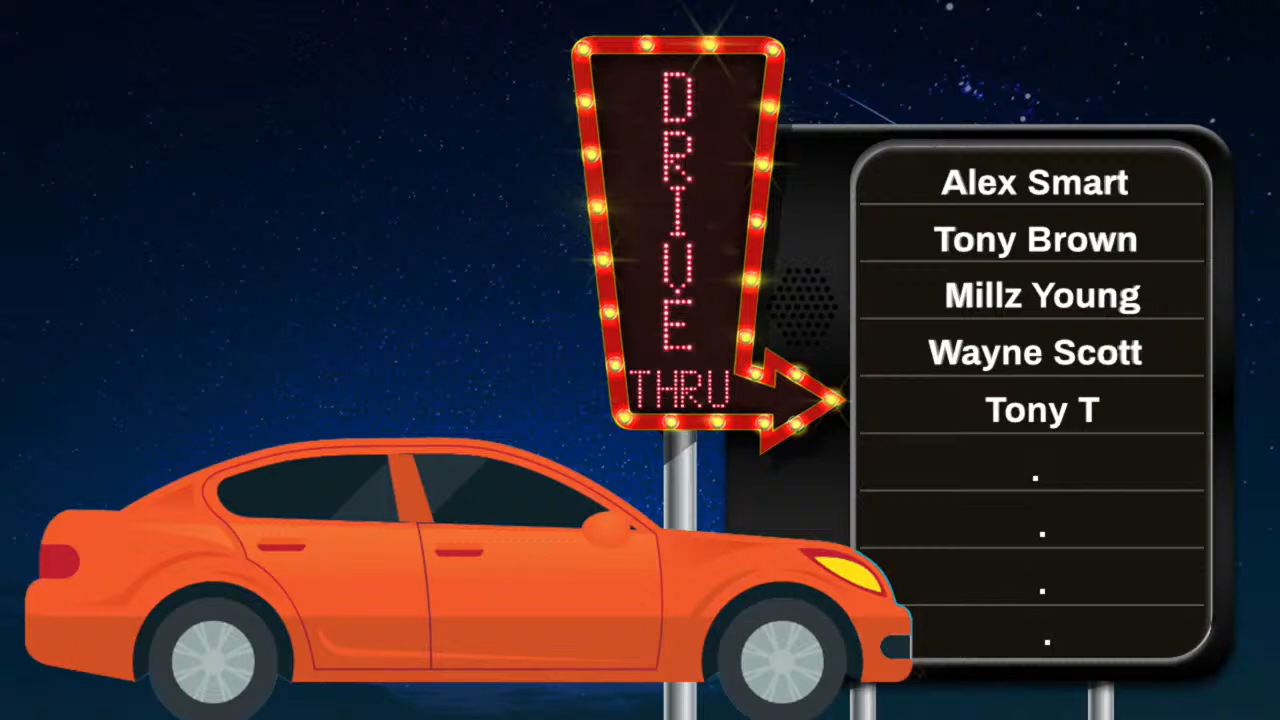 DRIVE
THRU
Alex Smart
Tony Brown
Millz Young
Wayne Scott
Tony T
.
.
.
.